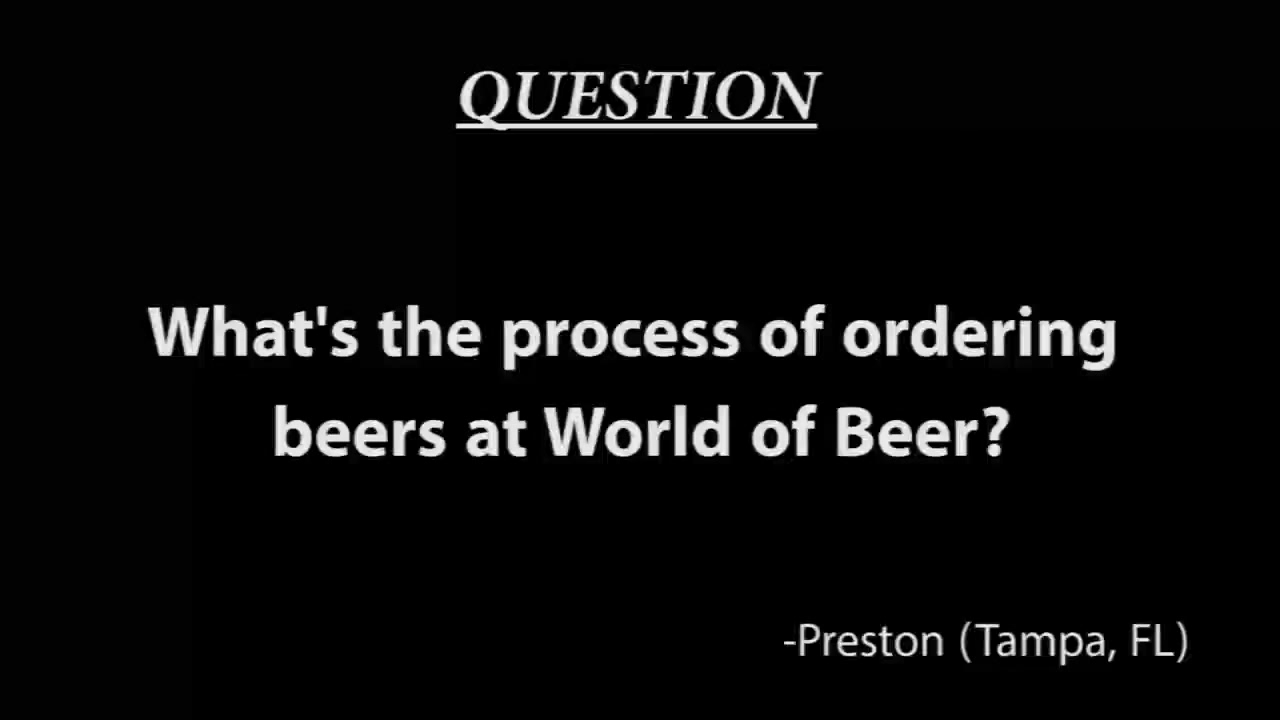 QUESTION
What's the process of ordering
beers at World of Beer?
-Preston (Tampa, FL)